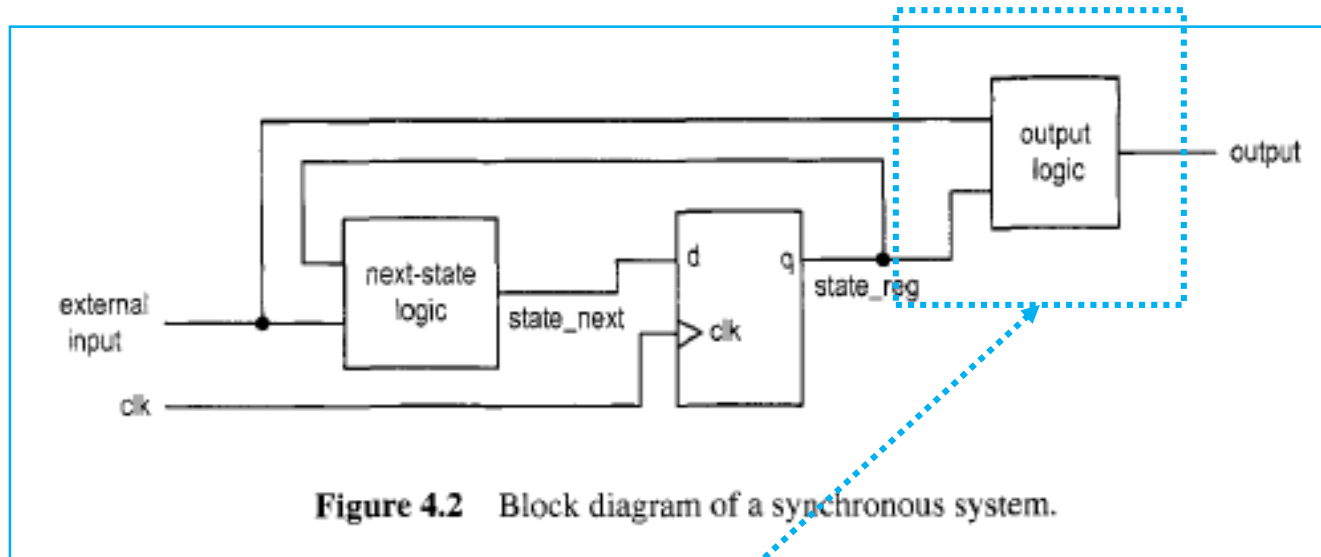 output
logic
output
next-state
logic
d
q
clk
state_reg
state_next
external
input
clk
Figure 4.2 Block diagram of a synchronous system.